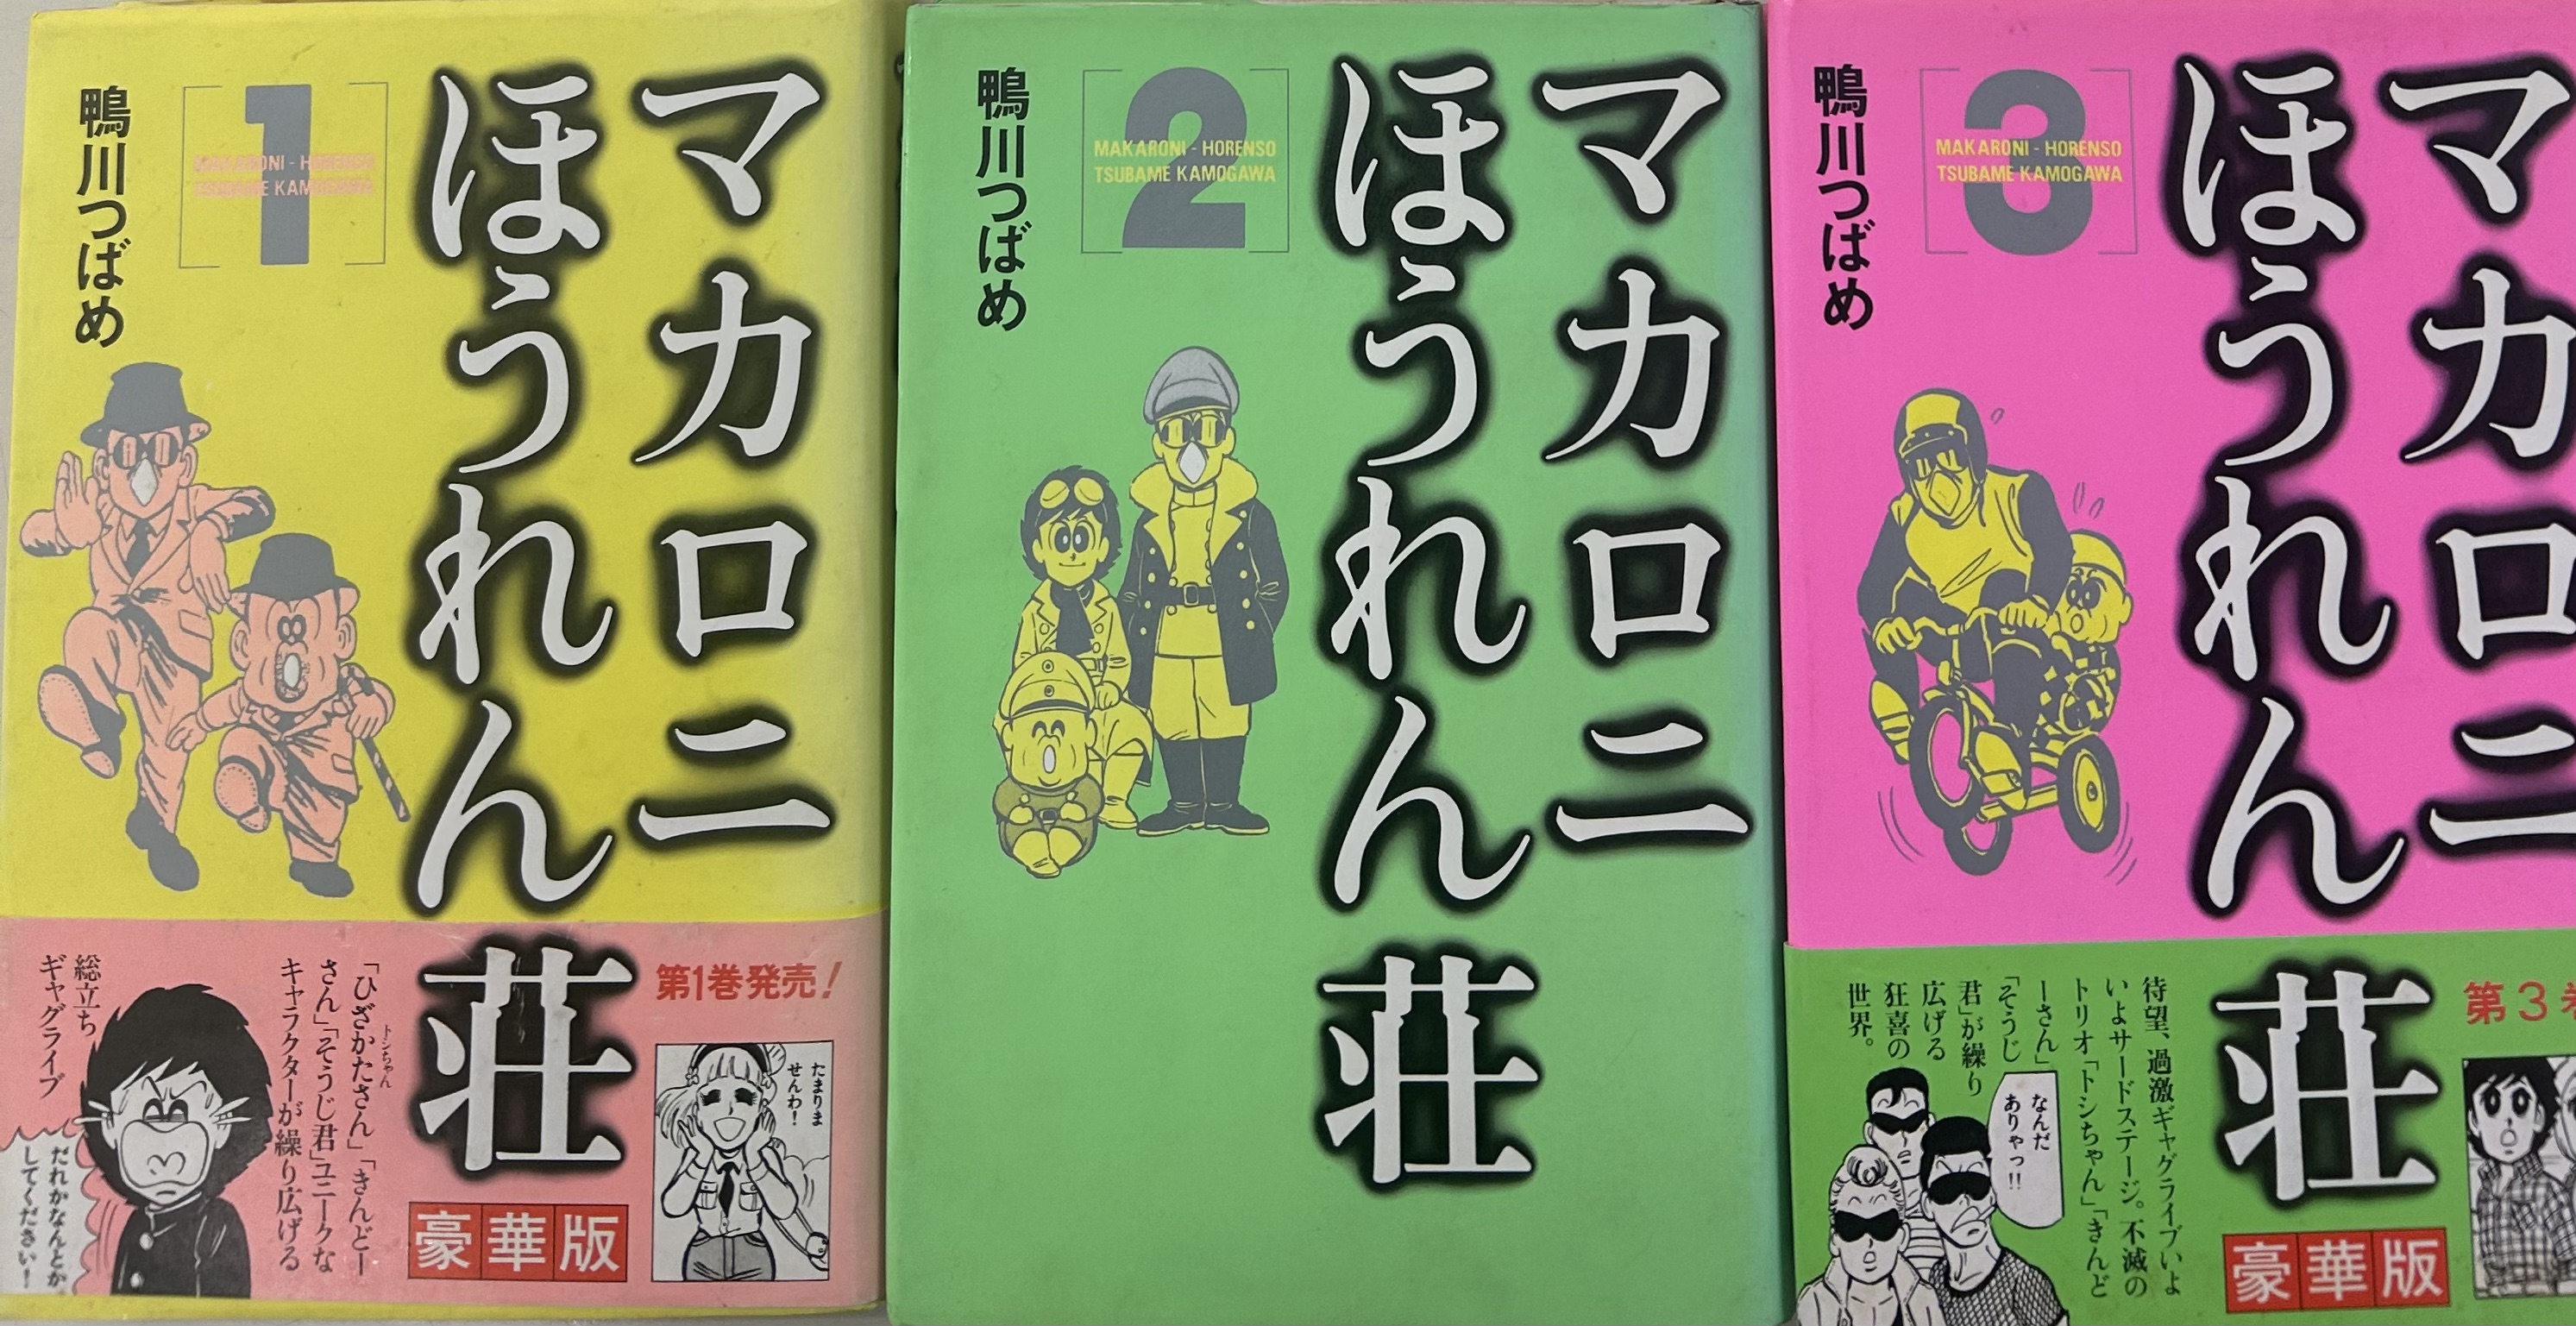 マカロニ
ほうれん荘
1
MAKARONI - HORENSO
TSUBAME KAMOGAWA
鴨川つばめ
第1巻発売!
たまりま
せんわ!
豪華版
「ひざかたさん」「きんどー
トシちゃん
さん」「そうじ君」ユニークな
キャラクターが繰り広げる
総立ち
ギャグライブ
だれかなんとか
してください!
マカロニ
ほうれん荘
2
MAKARONI - HORENSO
TSUBAME KAMOGAWA
鴨川つばめ
マカロニ
ほうれん荘
3
MAKARONI - HORENSO
TSUBAME KAMOGAWA
鴨川つばめ
第3巻
豪華版
待望、過激ギャグライブいよ
いよサードステージ。不滅の
トリオ「トシちゃん」「きんど
ーさん」
「そうじ
君」が繰り
広げる
狂喜の
世界。
なんだ
ありゃっ!!